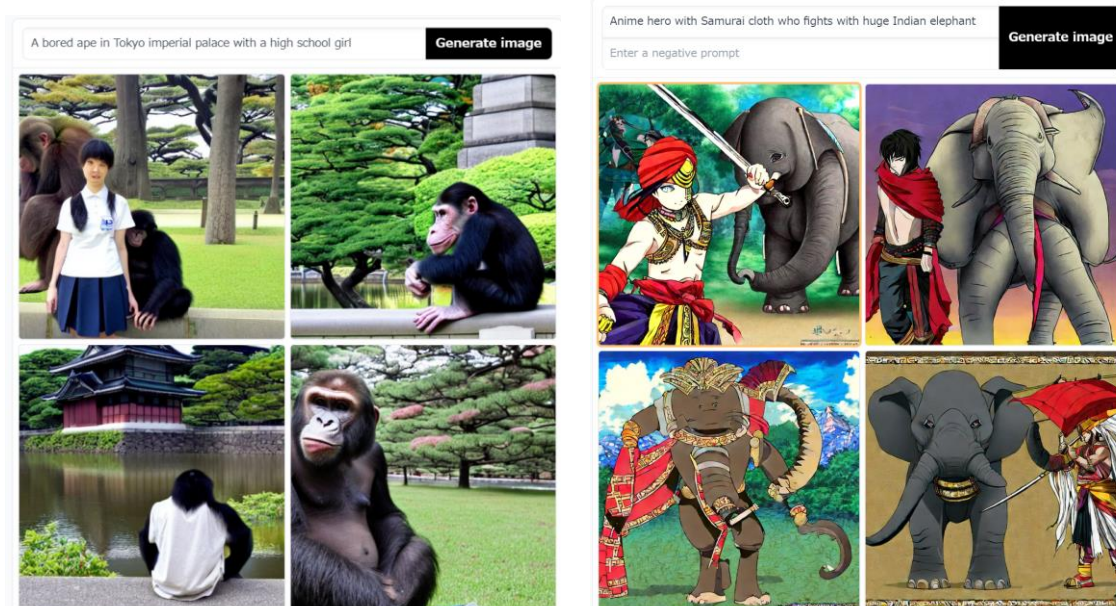 A bored ape in Tokyo imperial palace with a high school girl
Generate image
Anime hero with Samurai cloth who fights with huge Indian elephant
Enter a negative prompt
Generate image